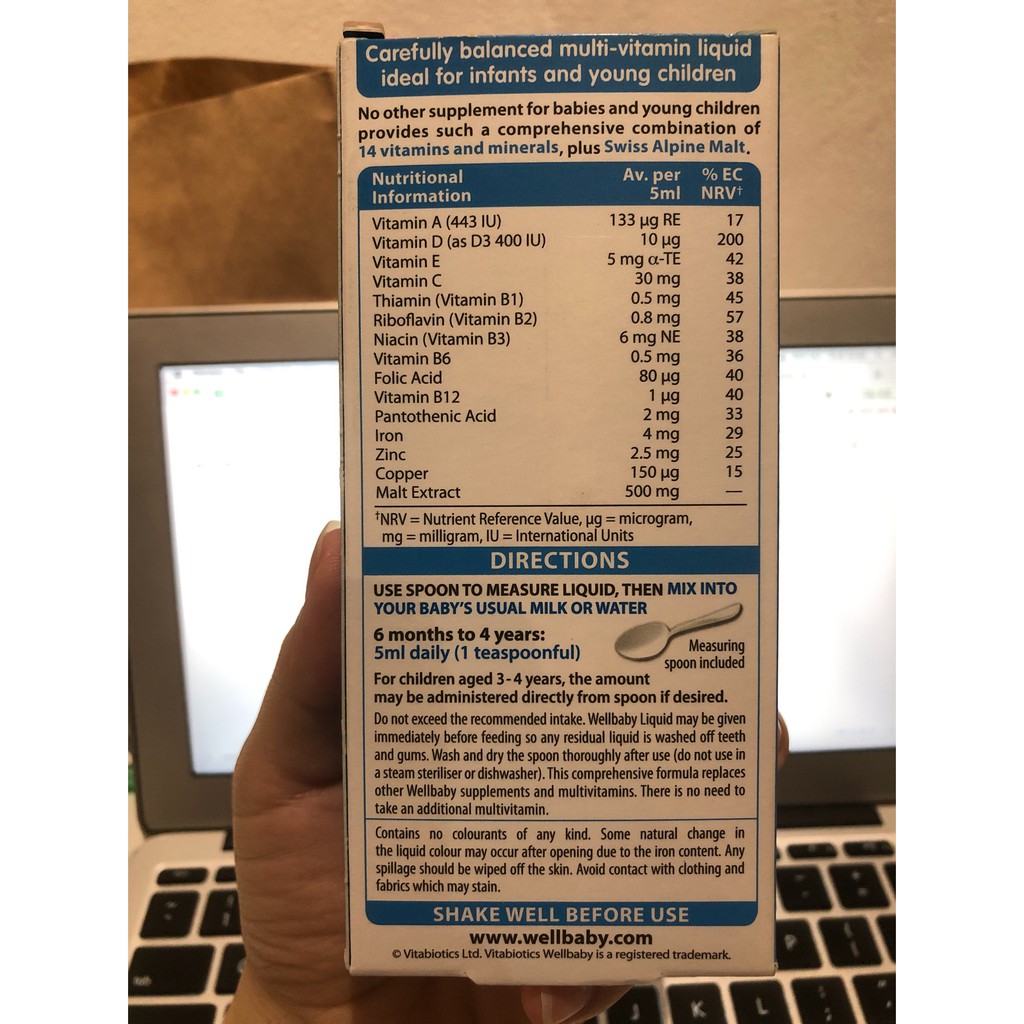 Carefully balanced multi-vitamin liquid
ideal for infants and young children
No other supplement for babies and young children
provides such a comprehensive combination of
14 vitamins and minerals, plus Swiss Alpine Malt.
Nutritional Information Av. per 5ml % EC NRV†
Vitamin A (443 IU) 133 µg RE 17
Vitamin D (as D3 400 IU) 10 µg 200
Vitamin E 5 mg α-TE 42
Vitamin C 30 mg 38
Thiamin (Vitamin B1) 0.5 mg 45
Riboflavin (Vitamin B2) 0.8 mg 57
Niacin (Vitamin B3) 6 mg NE 38
Vitamin B6 0.5 mg 36
Folic Acid 80 µg 40
Vitamin B12 1 µg 40
Pantothenic Acid 2 mg 33
Iron 4 mg 29
Zinc 2.5 mg 25
Copper 150 µg 15
Malt Extract 500 mg —
†NRV = Nutrient Reference Value, µg = microgram,
mg = milligram, IU = International Units
DIRECTIONS
USE SPOON TO MEASURE LIQUID, THEN MIX INTO
YOUR BABY'S USUAL MILK OR WATER
6 months to 4 years:
5ml daily (1 teaspoonful)
Measuring
spoon included
For children aged 3-4 years, the amount
may be administered directly from spoon if desired.
Do not exceed the recommended intake. Wellbaby Liquid may be given
immediately before feeding so any residual liquid is washed off teeth
and gums. Wash and dry the spoon thoroughly after use (do not use in
a steam steriliser or dishwasher). This comprehensive formula replaces
other Wellbaby supplements and multivitamins. There is no need to
take an additional multivitamin.
Contains no colourants of any kind. Some natural change in
the liquid colour may occur after opening due to the iron content. Any
spillage should be wiped off the skin. Avoid contact with clothing and
fabrics which may stain.
SHAKE WELL BEFORE USE
www.wellbaby.com
© Vitabiotics Ltd. Vitabiotics Wellbaby is a registered trademark.
tab
P
J
K
L